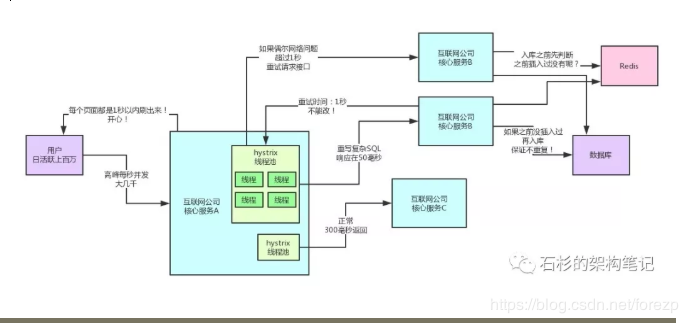 如果偶尔网络问题
超过1秒
重试请求接口
互联网公司
核心服务B
入库之前先判断
之前插入过没有呢？
Redis
每个页面都是1秒以内刷出来！
开心！
重试时间：1秒
不能改！
互联网公司
核心服务B
用户
日活跃上百万
hystrix
线程池
线程
线程
线程
线程
重写复杂SQL
响应在50毫秒
如果之前没插入过
再入库
保证不重复！
数据库
高峰每秒并发
大几千
互联网公司
核心服务A
互联网公司
核心服务C
正常
300毫秒返回
hystrix
线程池
石杉的架构笔记
https://blog.csdn.net/forezp